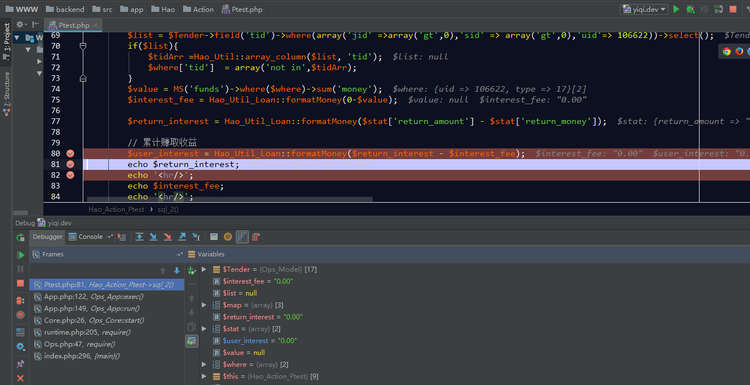 WWW backend src app Hao Action Ptest.php yiqi.dev
1: Project
7: Structure
Ptest.php
69 $list = $Tender->field('tid')->where(array('jid' =>array('gt',0),'sid' => array('gt',0),'uid'=> 106622))->select();
70 if($list){
71 $tidArr =Hao_Util::array_column($list, 'tid'); $list: null
72 $where['tid'] = array('not in',$tidArr);
73 }
74 $value = MS('funds')->where($where)->sum('money'); $where: {uid => 106622, type => 17}[2]
75 $interest_fee = Hao_Util_Loan::formatMoney(0-$value); $value: null $interest_fee: "0.00"
76
77 $return_interest = Hao_Util_Loan::formatMoney($stat['return_amount'] - $stat['return_money']); $stat: {return_amount => "
78
79 // 累计赚取收益
80 $user_interest = Hao_Util_Loan::formatMoney($return_interest - $interest_fee); $interest_fee: "0.00" $user_interest: "0.
81 echo $return_interest;
82 echo '<hr/>';
83 echo $interest_fee;
84 echo '<hr/>';
Hao_Action_Ptest sql_2()
Debug yiqi.dev
Debugger Console
Frames Variables
Ptest.php:81, Hao_Action_Ptest->sql_2()
App.php:122, Ops_App::exec()
App.php:149, Ops_App::run()
Core.php:26, Ops_Core::start()
runtime.php:205, require()
Ops.php:47, require()
index.php:296, {main}()
$Tender = {Ops_Model} [17]
$interest_fee = "0.00"
$list = null
$map = {array} [3]
$return_interest = "0.00"
$stat = {array} [2]
$user_interest = "0.00"
$value = null
$where = {array} [2]
$this = {Hao_Action_Ptest} [9]